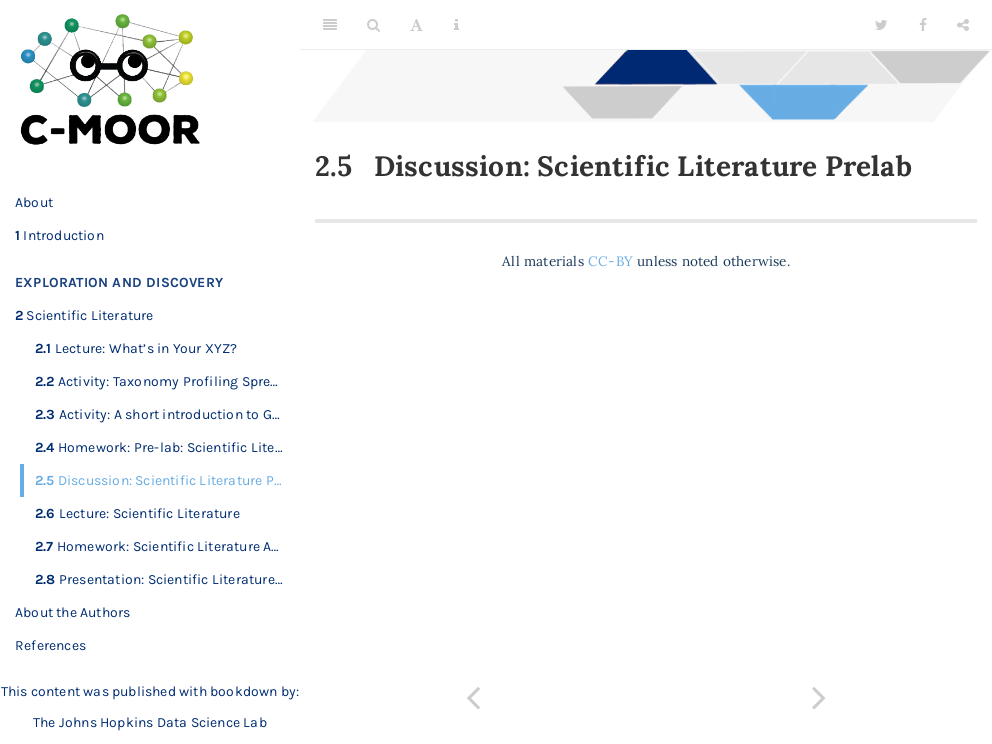 C-MOOR
About
1 Introduction
EXPLORATION AND DISCOVERY
2 Scientific Literature
2.1 Lecture: What's in Your XYZ?
2.2 Activity: Taxonomy Profiling Spre…
2.3 Activity: A short introduction to G…
2.4 Homework: Pre-lab: Scientific Lite…
2.5 Discussion: Scientific Literature P…
2.6 Lecture: Scientific Literature
2.7 Homework: Scientific Literature A…
2.8 Presentation: Scientific Literature…
About the Authors
References
This content was published with bookdown by:
The Johns Hopkins Data Science Lab
2.5 Discussion: Scientific Literature Prelab
All materials CC-BY unless noted otherwise.